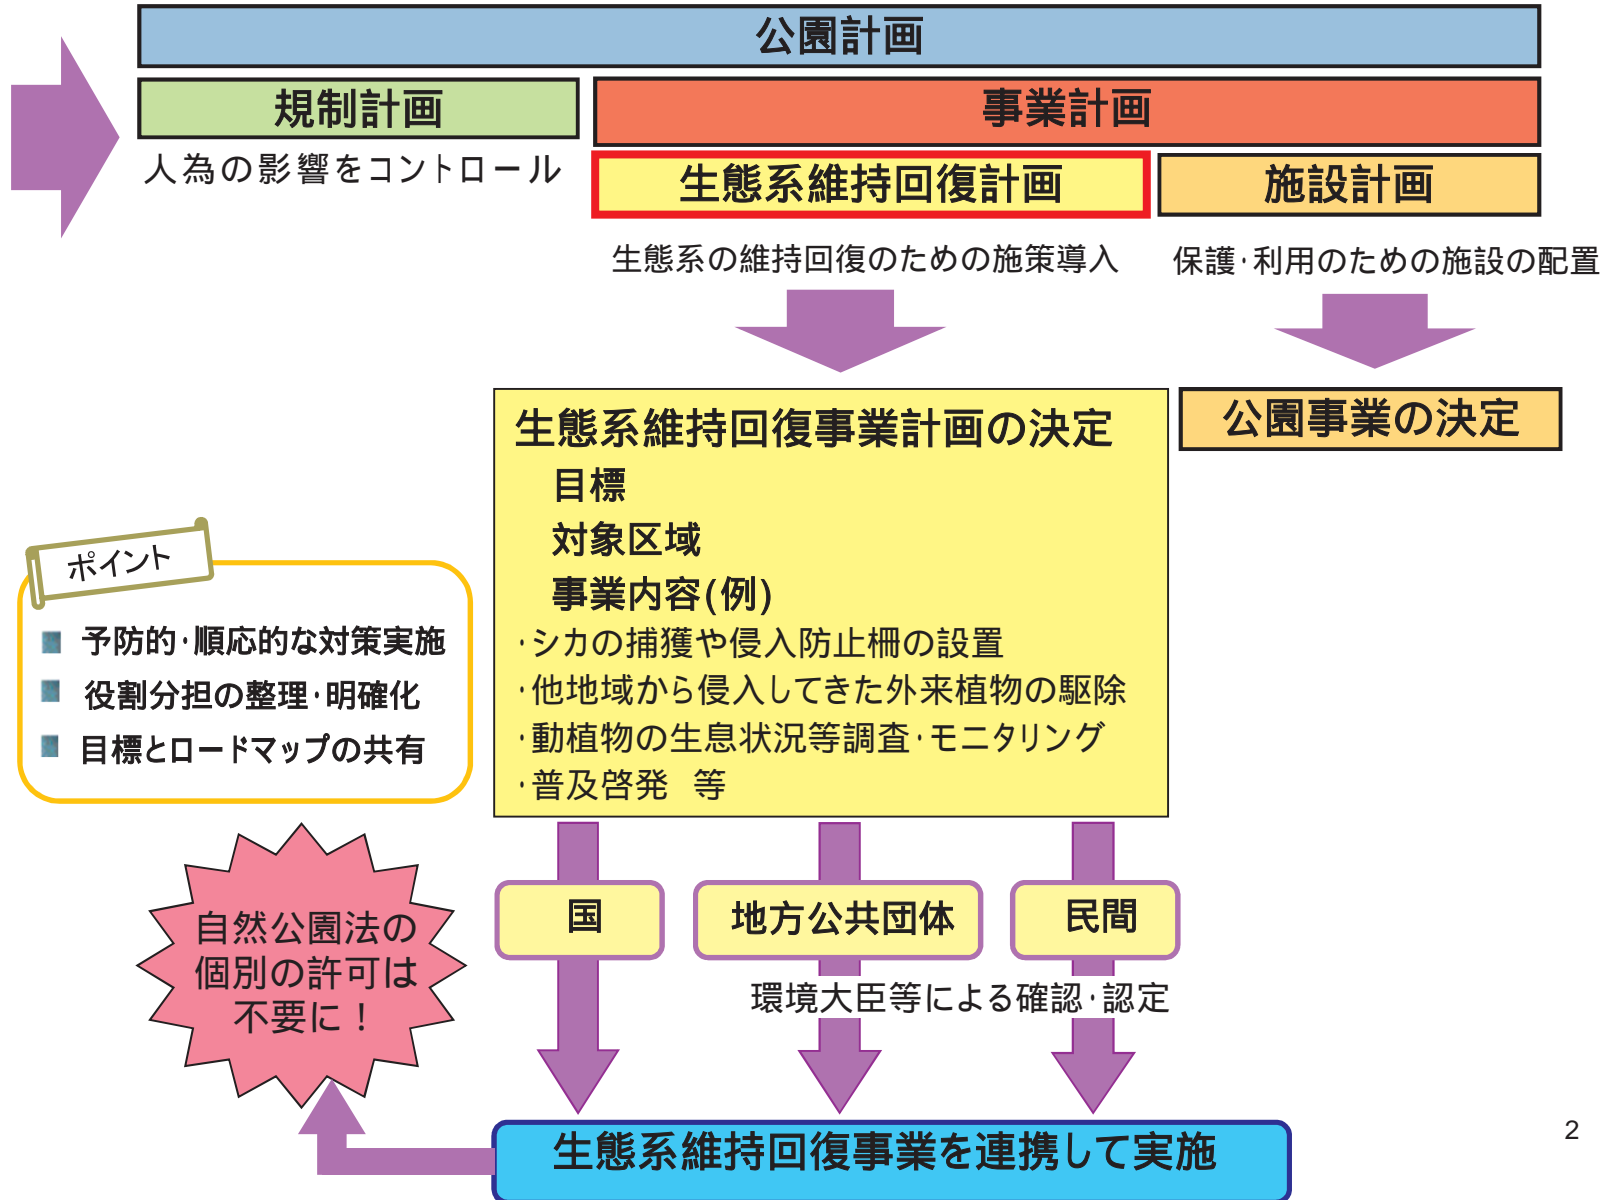 公園計画
規制計画
事業計画
人為の影響をコントロール
生態系維持回復計画
施設計画
生態系の維持回復のための施策導入
保護・利用のための施設の配置
生態系維持回復事業計画の決定
目標
対象区域
事業内容(例)
・シカの捕獲や侵入防止柵の設置
・他地域から侵入してきた外来植物の駆除
・動植物の生息状況等調査・モニタリング
・普及啓発　等
公園事業の決定
ポイント
予防的・順応的な対策実施
役割分担の整理・明確化
目標とロードマップの共有
自然公園法の
個別の許可は
不要に！
国
地方公共団体
民間
環境大臣等による確認・認定
生態系維持回復事業を連携して実施
2